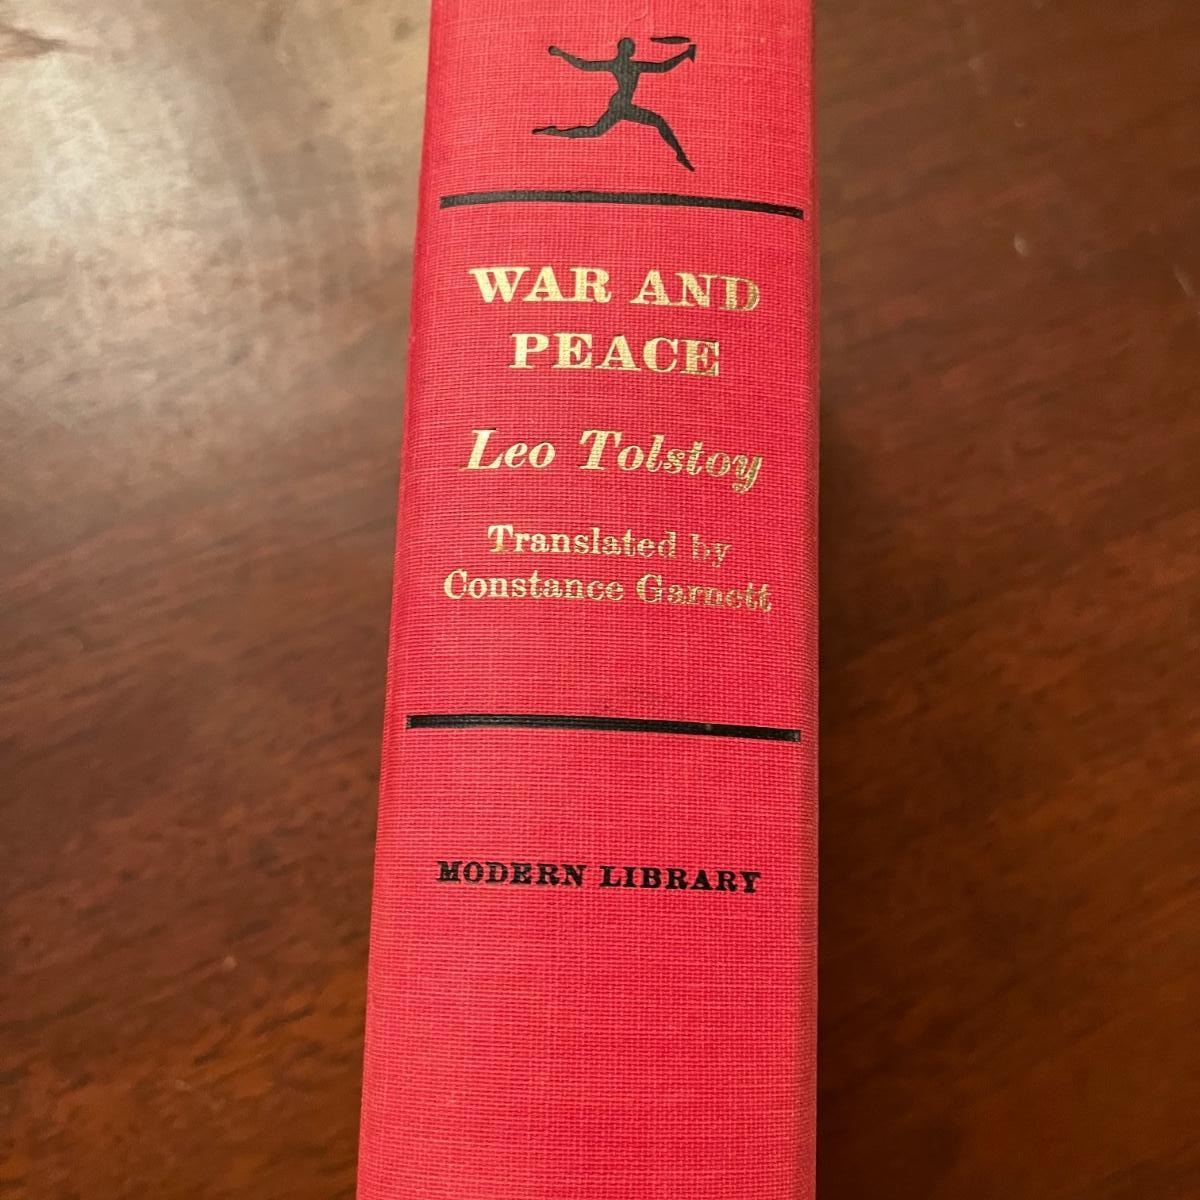 WAR AND
PEACE
Leo Tolstoy
Translated by
Constance Garnett
MODERN LIBRARY